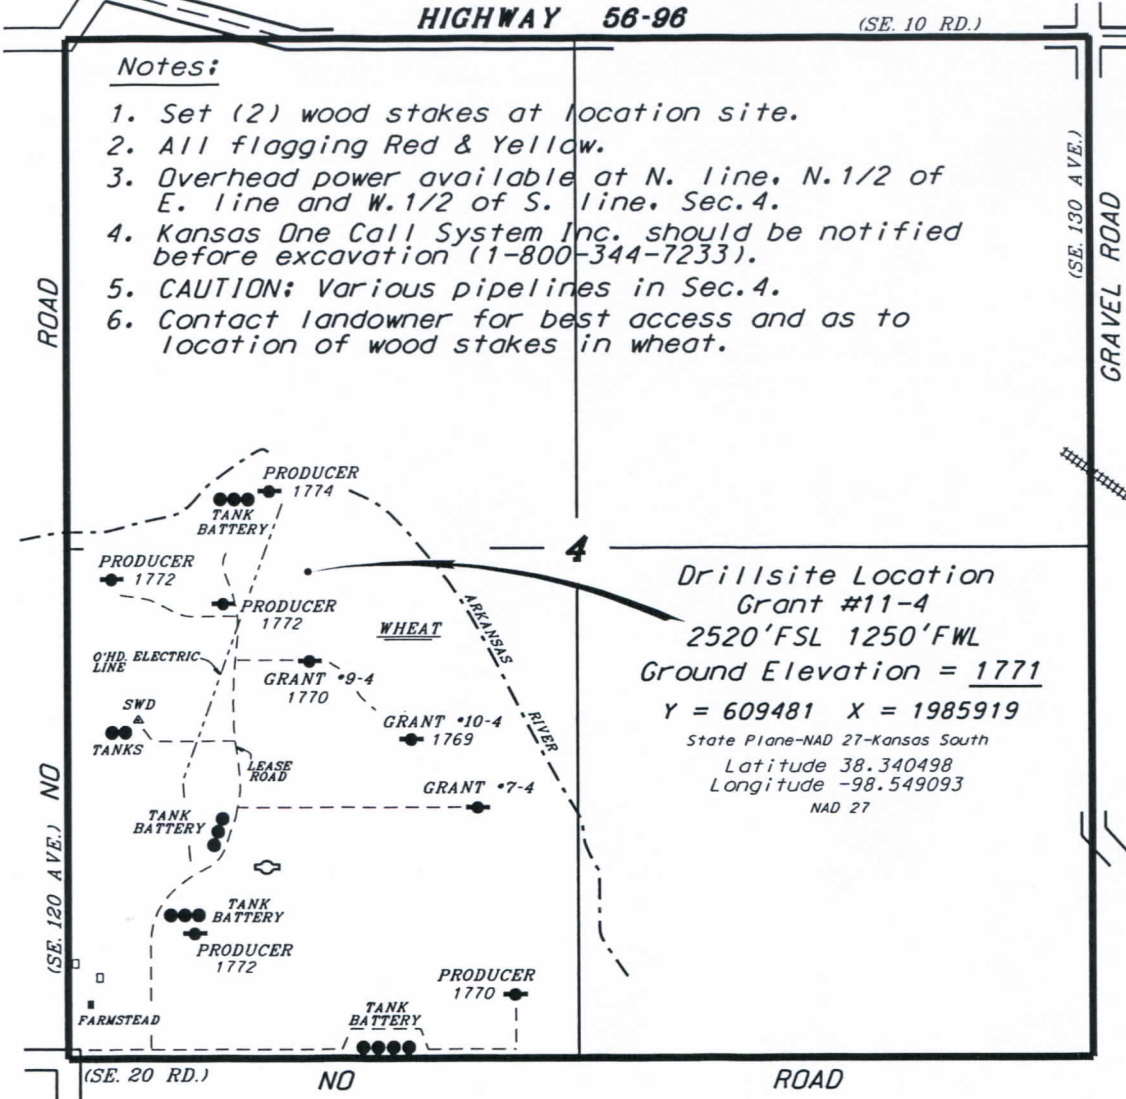 HIGHWAY 56-96 (SE. 10 RD.)
Notes:
1. Set (2) wood stakes at location site.
2. All flagging Red & Yellow.
3. Overhead power available at N. line, N.1/2 of
E. line and W.1/2 of S. line, Sec.4.
4. Kansas One Call System Inc. should be notified
before excavation (1-800-344-7233).
5. CAUTION: Various pipelines in Sec.4.
6. Contact landowner for best access and as to
location of wood stakes in wheat.
ROAD
(SE. 130 AVE.)
GRAVEL ROAD
PRODUCER
1774
TANK
BATTERY
PRODUCER
1772
PRODUCER
1772
4
Drillsite Location
Grant #11-4
2520'FSL 1250'FWL
Ground Elevation = 1771
Y = 609481 X = 1985919
State Plane-NAD 27-Kansas South
Latitude 38.340498
Longitude -98.549093
NAD 27
WHEAT
ARKANSAS
RIVER
O'HD. ELECTRIC
LINE
GRANT #9-4
1770
SWD
TANKS
GRANT #10-4
1769
LEASE
ROAD
GRANT #7-4
TANK
BATTERY
NO
(SE. 120 AVE.)
TANK
BATTERY
PRODUCER
1772
PRODUCER
1770
FARMSTEAD
TANK
BATTERY
(SE. 20 RD.) NO ROAD